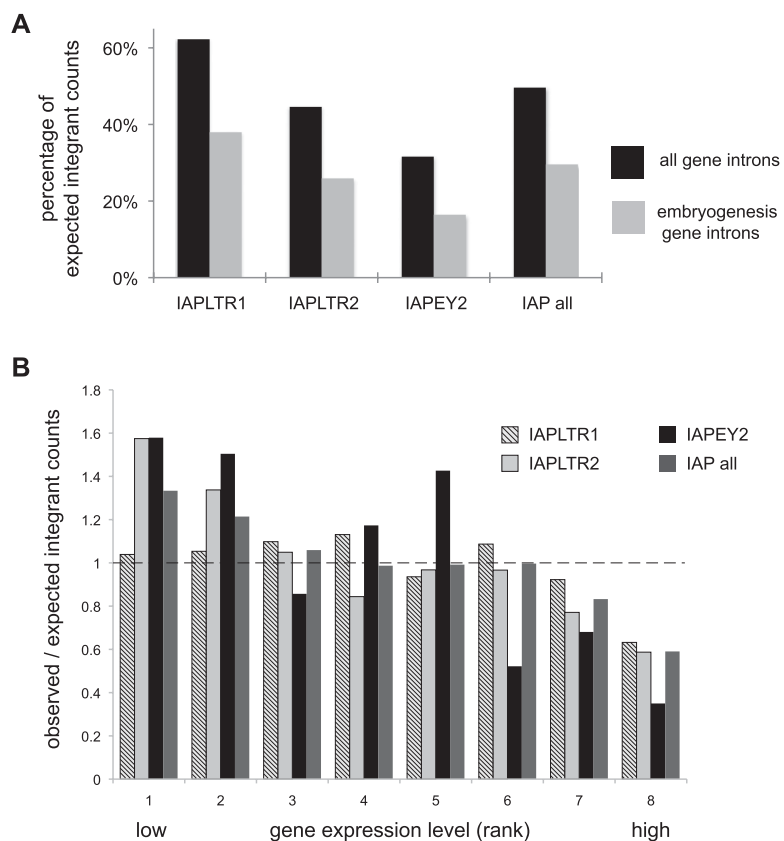 A
percentage of
expected integrant counts
60%
40%
20%
0%
IAPLTR1
IAPLTR2
IAPEY2
IAP all
all gene introns
embryogenesis
gene introns
B
observed / expected integrant counts
1.8
1.6
1.4
1.2
1
0.8
0.6
0.4
0.2
0
IAPLTR1
IAPEY2
IAPLTR2
IAP all
1 2 3 4 5 6 7 8
low gene expression level (rank) high